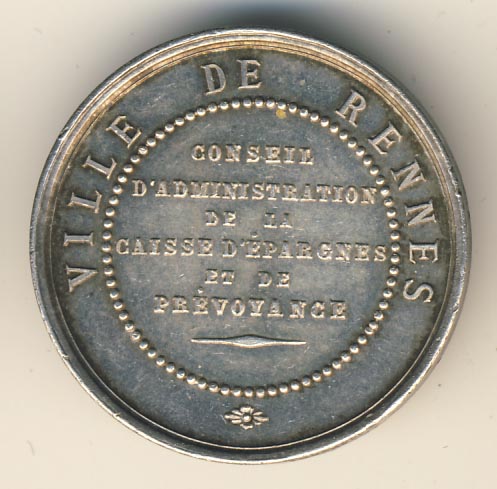 VILLE DE RENNES
CONSEIL
D'ADMINISTRATION
DE LA
CAISSE D'ÉPARGNES
ET DE
PRÉVOYANCE